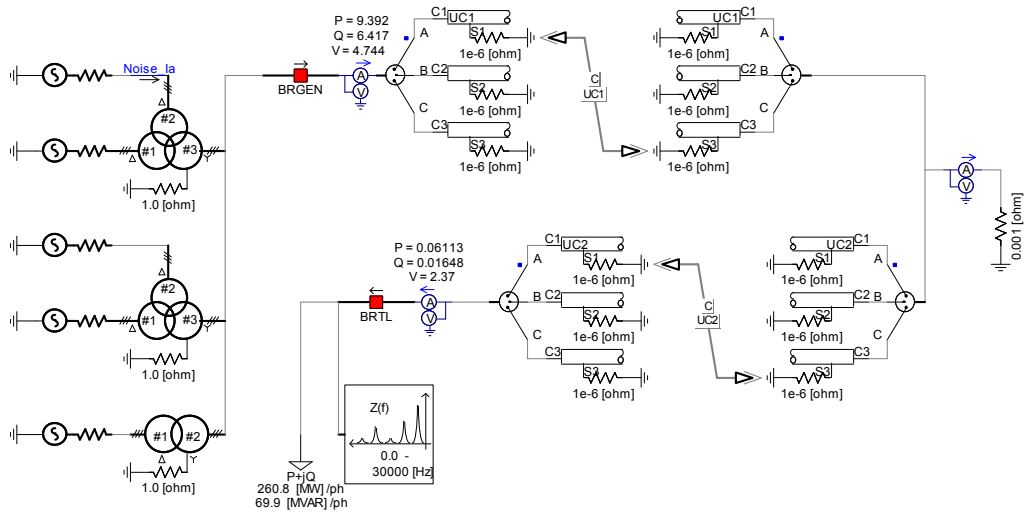 P = 9.392
Q = 6.417
V = 4.744
Noise_Ia
#2
#1
#3
1.0 [ohm]
BRGEN
A
V
A
B
C
C1
UC1
S1
1e-6 [ohm]
C2
S2
1e-6 [ohm]
C3
S3
1e-6 [ohm]
C
UC1
UC1
C1
S1
1e-6 [ohm]
C2
S2
1e-6 [ohm]
C3
S3
1e-6 [ohm]
A
B
C
A
V
0.001 [ohm]
#2
#1
#3
1.0 [ohm]
P = 0.06113
Q = 0.01648
V = 2.37
BRTL
A
V
A
B
C
C1
UC2
S1
1e-6 [ohm]
C2
S2
1e-6 [ohm]
C3
S3
1e-6 [ohm]
C
UC2
UC2
C1
S1
1e-6 [ohm]
C2
S2
1e-6 [ohm]
C3
S3
1e-6 [ohm]
A
B
C
#1
#2
1.0 [ohm]
Z(f)
0.0 -
30000 [Hz]
P+jQ
260.8 [MW] /ph
69.9 [MVAR] /ph